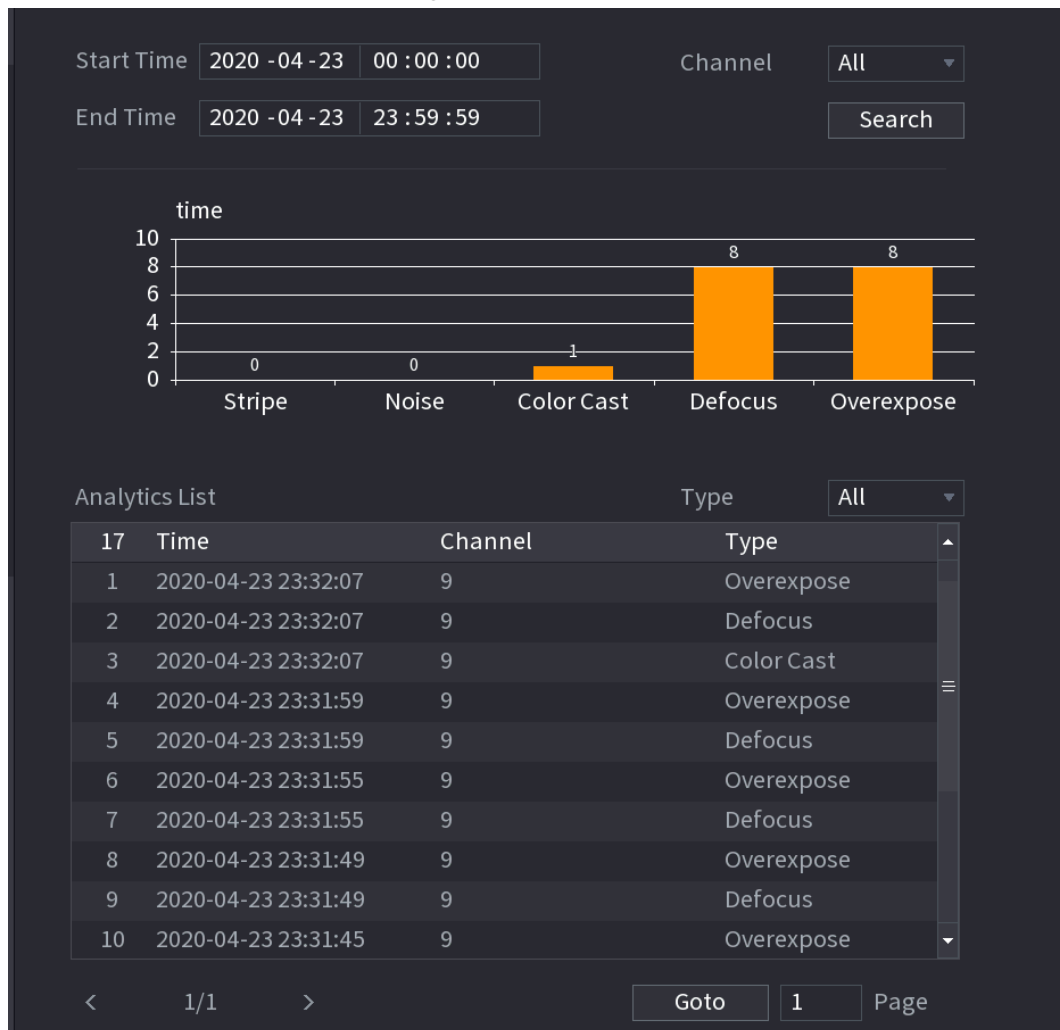 Start Time 2020 -04 -23 00 : 00 : 00 Channel All
End Time 2020 -04 -23 23 : 59 : 59 Search
time
10
8
6
4
2
0
0 0 1 8 8
Stripe Noise Color Cast Defocus Overexpose
Analytics List Type All
17 Time Channel Type
1 2020-04-23 23:32:07 9 Overexpose
2 2020-04-23 23:32:07 9 Defocus
3 2020-04-23 23:32:07 9 Color Cast
4 2020-04-23 23:31:59 9 Overexpose
5 2020-04-23 23:31:59 9 Defocus
6 2020-04-23 23:31:55 9 Overexpose
7 2020-04-23 23:31:55 9 Defocus
8 2020-04-23 23:31:49 9 Overexpose
9 2020-04-23 23:31:49 9 Defocus
10 2020-04-23 23:31:45 9 Overexpose
< 1/1 > Goto 1 Page